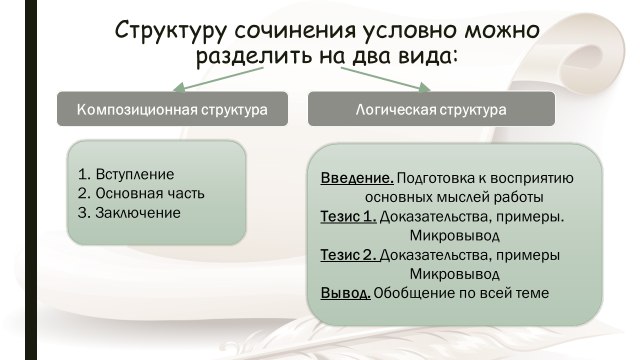 Структуру сочинения условно можно
разделить на два вида:
Композиционная структура
Логическая структура
1. Вступление
2. Основная часть
3. Заключение
Введение. Подготовка к восприятию
основных мыслей работы
Тезис 1. Доказательства, примеры.
Микровывод
Тезис 2. Доказательства, примеры
Микровывод
Вывод. Обобщение по всей теме